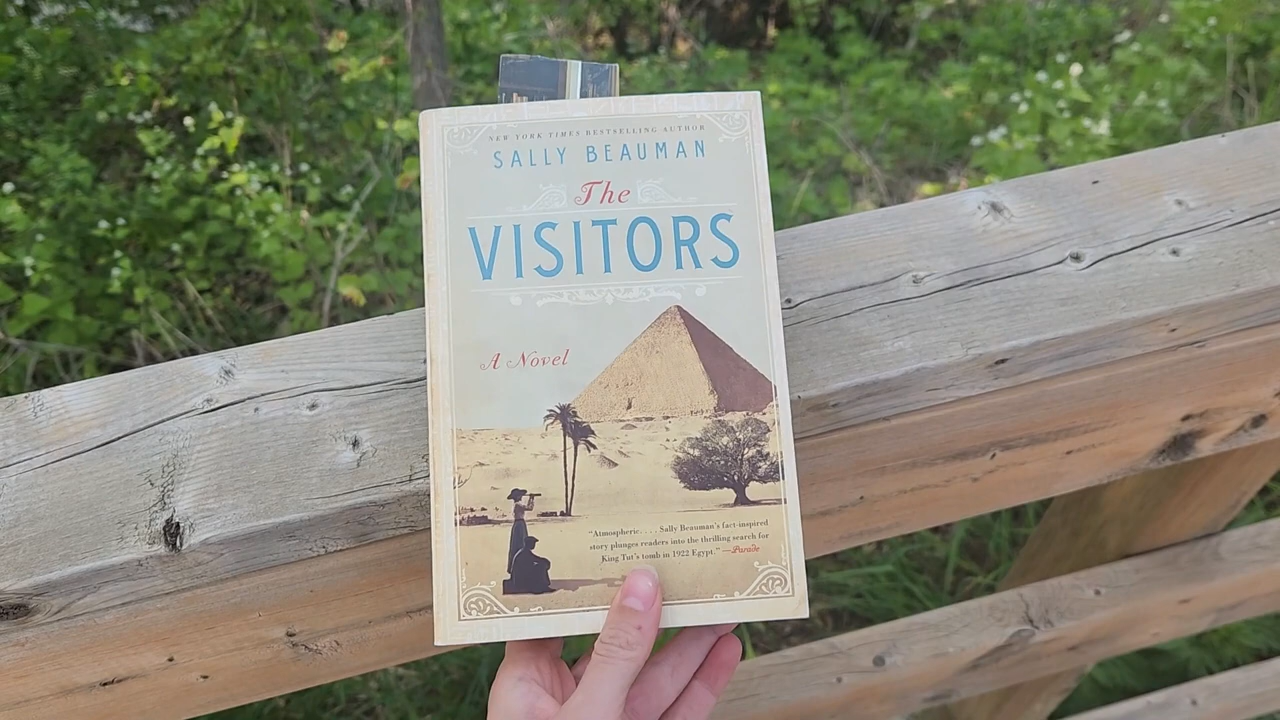 NEW YORK TIMES BESTSELLING AUTHOR
SALLY BEAUMAN
The
VISITORS
A Novel
"Atmospheric. . . . Sally Beauman's fact-inspired
story plunges readers into the thrilling search for
King Tut's tomb in 1922 Egypt." —Parade